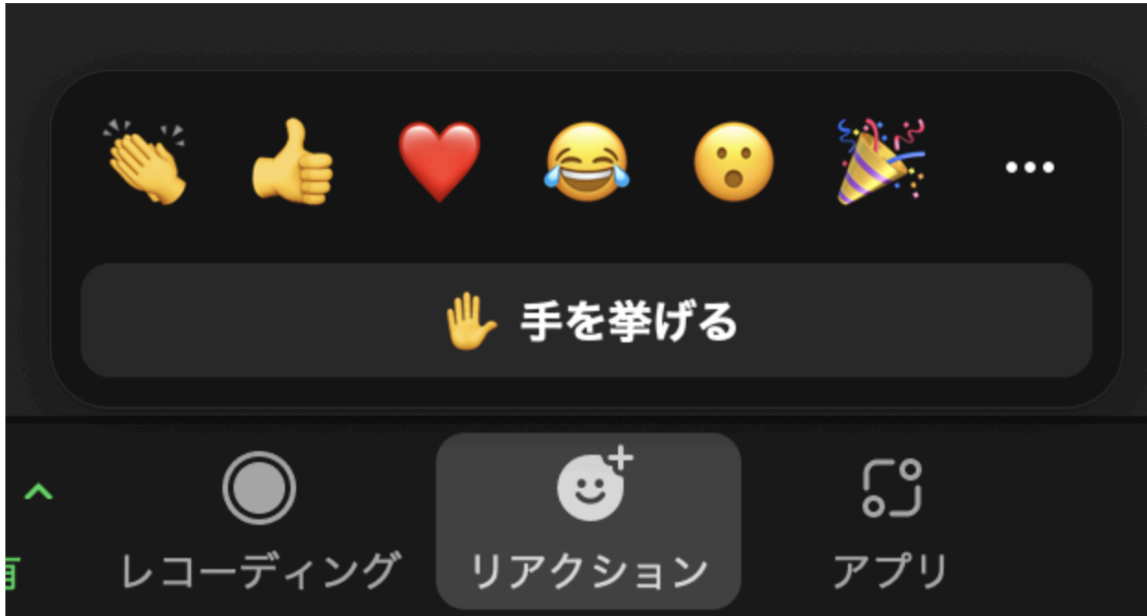 手を挙げる
有
レコーディング
リアクション
アプリ